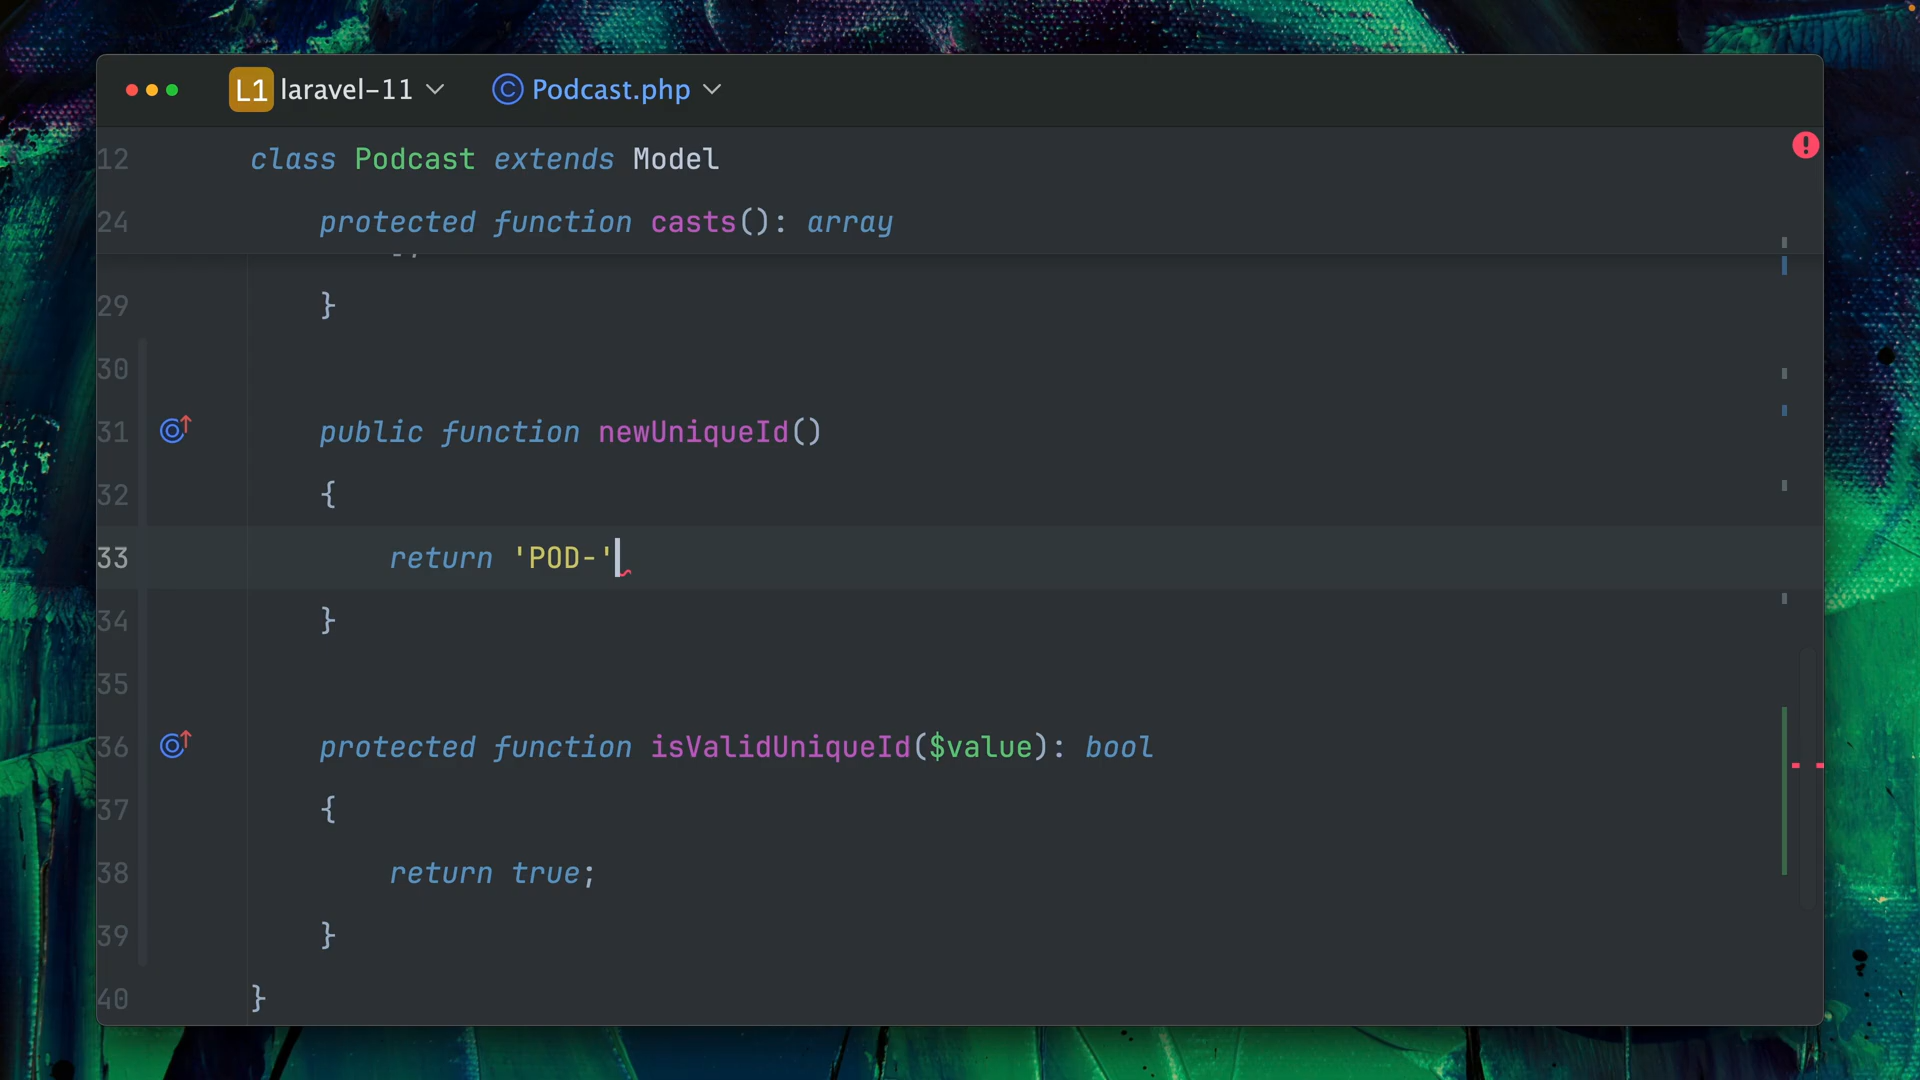 L1 laravel-11 © Podcast.php
12 class Podcast extends Model
24 protected function casts(): array
29 }
30
31 public function newUniqueId()
32 {
33 return 'POD-'
34 }
35
36 protected function isValidUniqueId($value): bool
37 {
38 return true;
39 }
40 }